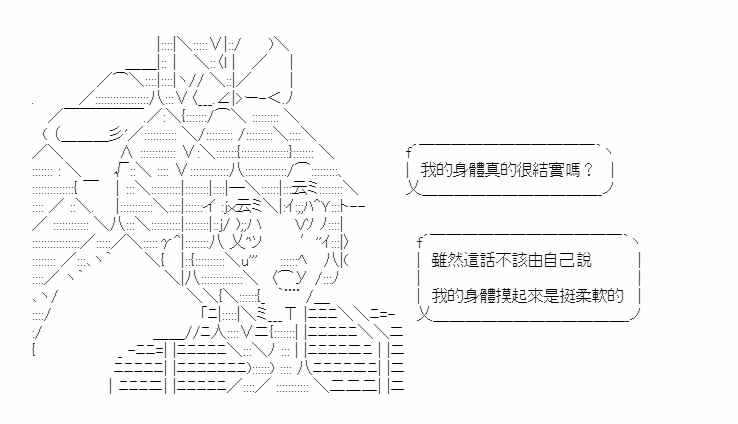 我的身體真的很結實嗎？
雖然這話不該由自己說
我的身體摸起來是挺柔軟的